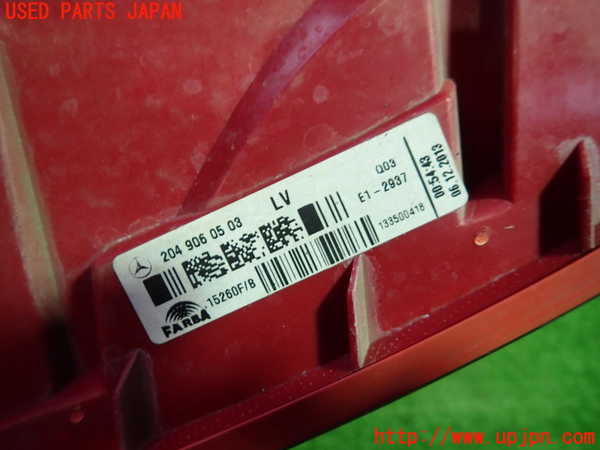 USED PARTS JAPAN
204 906 05 03
LV
Q03
E1-2937
00:54:43
06.12.2013
133500418
15260F/8
FARBA
http://www.upjpn.com/